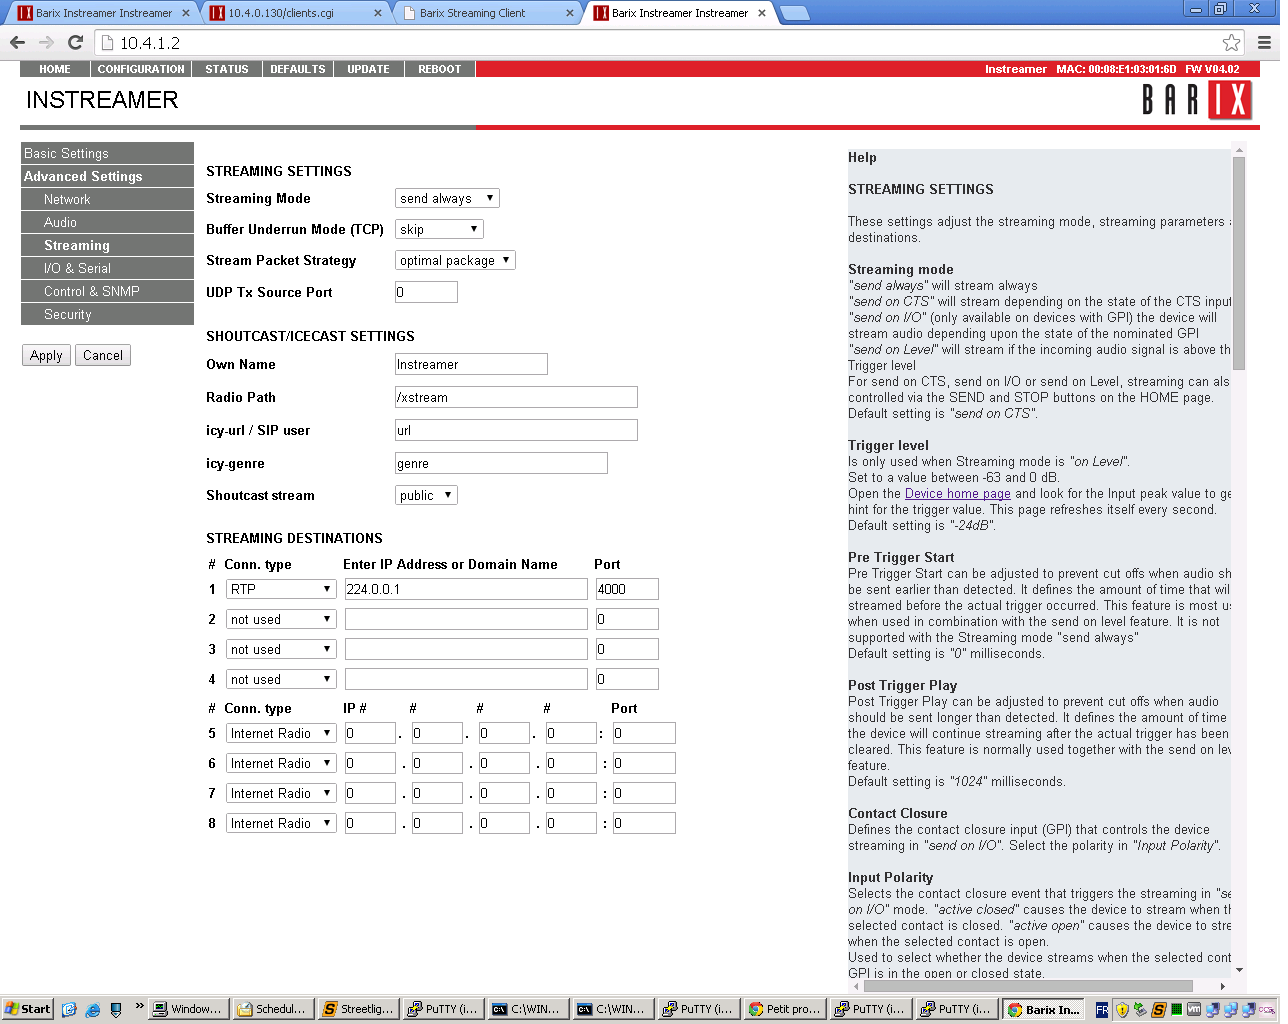 Barix Instreamer Instreamer
10.4.0.130/clients.cgi
Barix Streaming Client
Barix Instreamer Instreamer
10.4.1.2
HOME CONFIGURATION STATUS DEFAULTS UPDATE REBOOT
Instreamer MAC: 00:08:E1:03:01:6D FW V04.02
INSTREAMER
BARIX
Basic Settings
Advanced Settings
Network
Audio
Streaming
I/O & Serial
Control & SNMP
Security
Apply Cancel
STREAMING SETTINGS
Streaming Mode send always
Buffer Underrun Mode (TCP) skip
Stream Packet Strategy optimal package
UDP Tx Source Port 0
SHOUTCAST/ICECAST SETTINGS
Own Name Instreamer
Radio Path /xstream
icy-url / SIP user url
icy-genre genre
Shoutcast stream public
STREAMING DESTINATIONS
# Conn. type Enter IP Address or Domain Name Port
1 RTP 224.0.0.1 4000
2 not used 0
3 not used 0
4 not used 0
# Conn. type IP # # # # Port
5 Internet Radio 0 . 0 . 0 . 0 : 0
6 Internet Radio 0 . 0 . 0 . 0 : 0
7 Internet Radio 0 . 0 . 0 . 0 : 0
8 Internet Radio 0 . 0 . 0 . 0 : 0
Help
STREAMING SETTINGS
These settings adjust the streaming mode, streaming parameters
destinations.
Streaming mode
"send always" will stream always
"send on CTS" will stream depending on the state of the CTS input
"send on I/O" (only available on devices with GPI) the device will
stream audio depending upon the state of the nominated GPI
"send on Level" will stream if the incoming audio signal is above th
Trigger level
For send on CTS, send on I/O or send on Level, streaming can als
controlled via the SEND and STOP buttons on the HOME page.
Default setting is "send on CTS".
Trigger level
Is only used when Streaming mode is "on Level".
Set to a value between -63 and 0 dB.
Open the Device home page and look for the Input peak value to ge
hint for the trigger value. This page refreshes itself every second.
Default setting is "-24dB".
Pre Trigger Start
Pre Trigger Start can be adjusted to prevent cut offs when audio sh
be sent earlier than detected. It defines the amount of time that wil
streamed before the actual trigger occurred. This feature is most u
when used in combination with the send on level feature. It is not
supported with the Streaming mode "send always"
Default setting is "0" milliseconds.
Post Trigger Play
Post Trigger Play can be adjusted to prevent cut offs when audio
should be sent longer than detected. It defines the amount of time
the device will continue streaming after the actual trigger has been
cleared. This feature is normally used together with the send on lev
feature.
Default setting is "1024" milliseconds.
Contact Closure
Defines the contact closure input (GPI) that controls the device
streaming in "send on I/O". Select the polarity in "Input Polarity".
Input Polarity
Selects the contact closure event that triggers the streaming in "se
on I/O" mode. "active closed" causes the device to stream when th
selected contact is closed. "active open" causes the device to stre
when the selected contact is open.
Used to select whether the device streams when the selected cont
GPI is in the open or closed state.
Start Window... Schedul... Streetlig... PuTTY (i... C:\WIN... C:\WIN... PuTTY (i... Petit pro... PuTTY (i... PuTTY (i... Barix In... FR